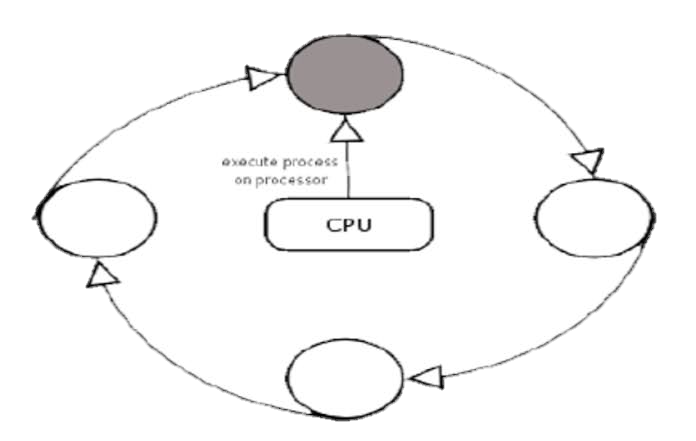 execute process
on processor
CPU